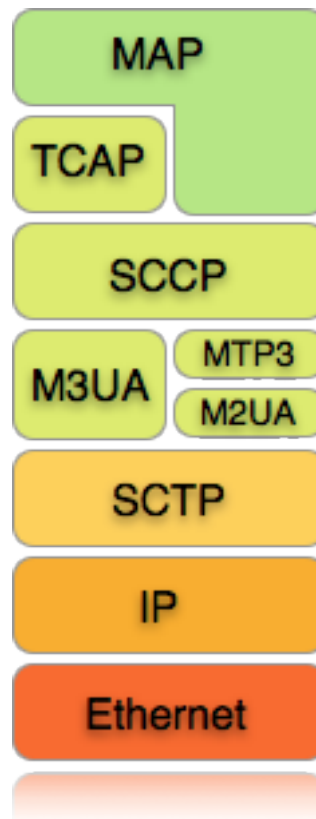 MAP
TCAP
SCCP
M3UA
MTP3
M2UA
SCTP
IP
Ethernet